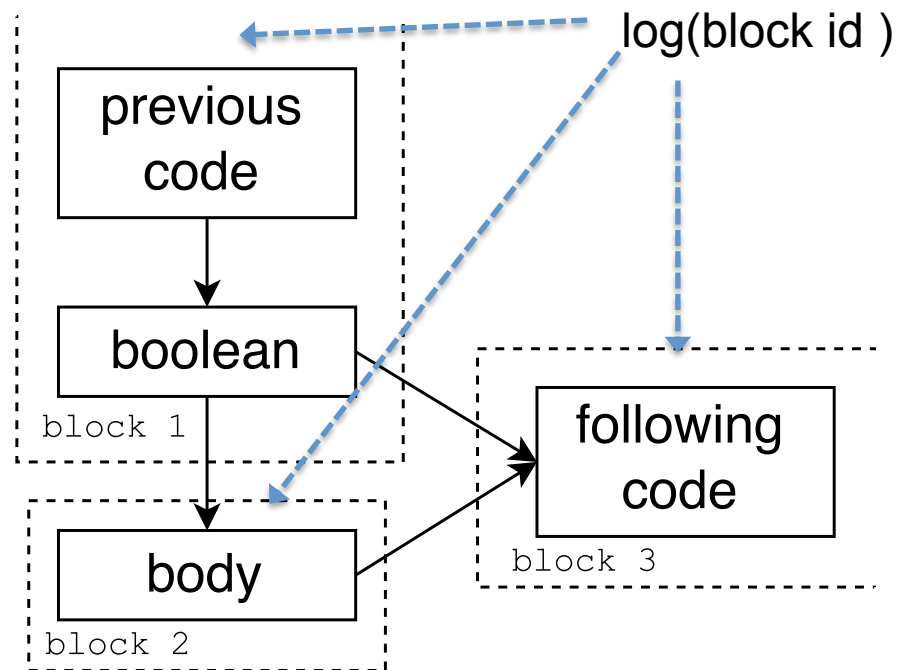 log(block id )
previous
code
boolean
block 1
following
code
block 3
body
block 2